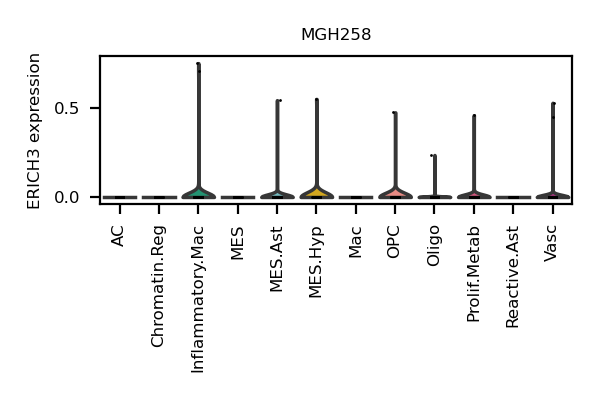 MGH258
ERICH3 expression
0.5
0.0
AC
Chromatin.Reg
Inflammatory.Mac
MES
MES.Ast
MES.Hyp
Mac
OPC
Oligo
Prolif.Metab
Reactive.Ast
Vasc